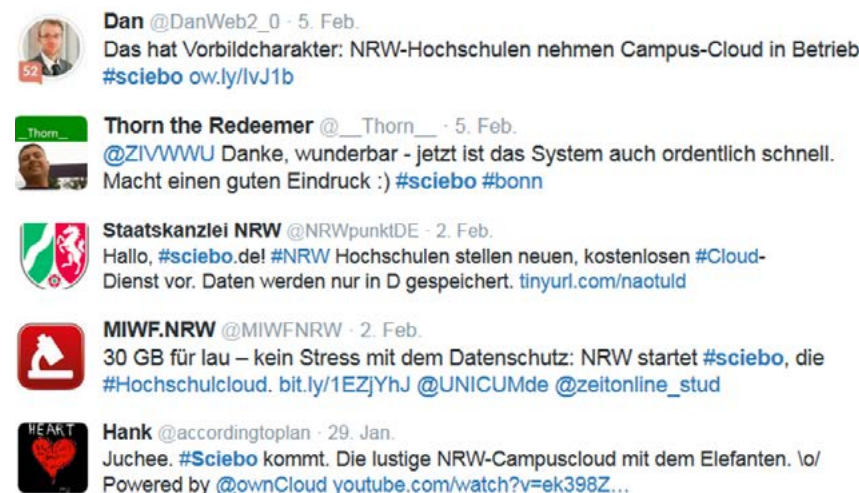 Dan @DanWeb2_0 · 5. Feb.
Das hat Vorbildcharakter: NRW-Hochschulen nehmen Campus-Cloud in Betrieb
#sciebo ow.ly/IvJ1b
52
Thorn the Redeemer @__Thorn__ · 5. Feb.
@ZIVWWU Danke, wunderbar - jetzt ist das System auch ordentlich schnell.
Macht einen guten Eindruck :) #sciebo #bonn
__Thorn__
Staatskanzlei NRW @NRWpunktDE · 2. Feb.
Hallo, #sciebo.de! #NRW Hochschulen stellen neuen, kostenlosen #Cloud-
Dienst vor. Daten werden nur in D gespeichert. tinyurl.com/naotuld
MIWF.NRW @MIWFNRW · 2. Feb.
30 GB für lau – kein Stress mit dem Datenschutz: NRW startet #sciebo, die
#Hochschulcloud. bit.ly/1EZjYhJ @UNICUMde @zeitonline_stud
HEART
Hank @accordingtoplan · 29. Jan.
Juchee. #Sciebo kommt. Die lustige NRW-Campuscloud mit dem Elefanten. \o/
Powered by @ownCloud youtube.com/watch?v=ek398Z...